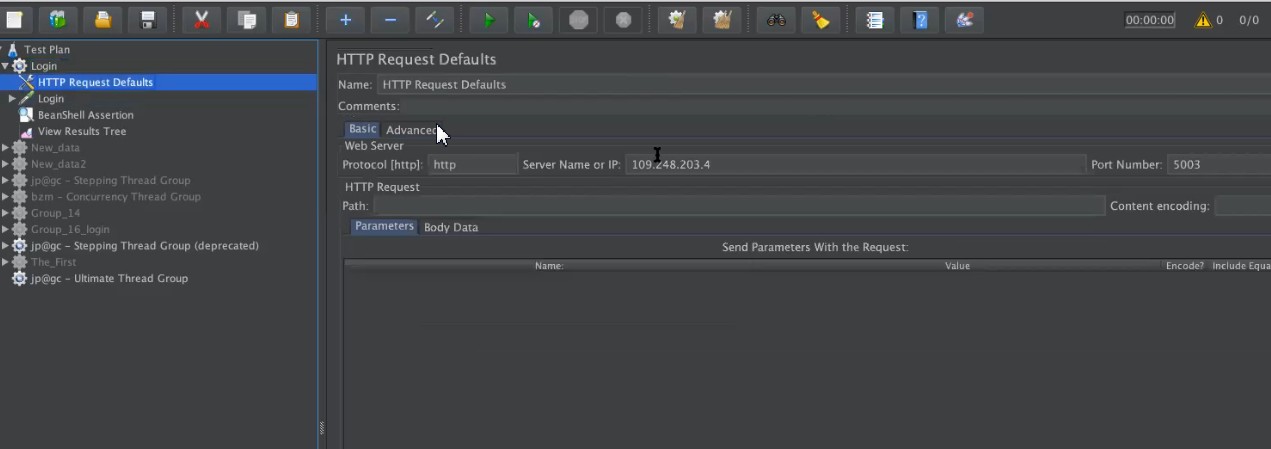 00:00:00 0 0/0
Test Plan
Login
HTTP Request Defaults
Login
BeanShell Assertion
View Results Tree
New_data
New_data2
jp@gc - Stepping Thread Group
bzm - Concurrency Thread Group
Group_14
Group_16_login
jp@gc - Stepping Thread Group (deprecated)
The_First
jp@gc - Ultimate Thread Group
HTTP Request Defaults
Name: HTTP Request Defaults
Comments:
Basic Advanced
Web Server
Protocol [http]: http Server Name or IP: 109.248.203.4 Port Number: 5003
HTTP Request
Path: Content encoding:
Parameters Body Data
Send Parameters With the Request:
Name: Value Encode? Include Equa